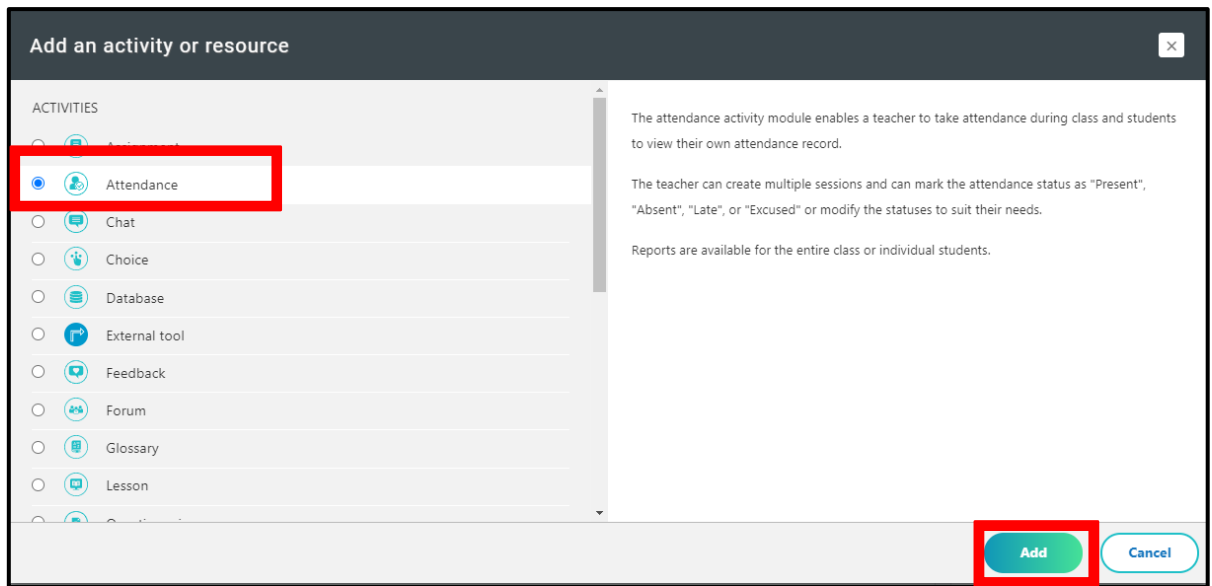 Add an activity or resource
ACTIVITIES
Assignment
Attendance
Chat
Choice
Database
External tool
Feedback
Forum
Glossary
Lesson
The attendance activity module enables a teacher to take attendance during class and students
to view their own attendance record.
The teacher can create multiple sessions and can mark the attendance status as "Present",
"Absent", "Late", or "Excused" or modify the statuses to suit their needs.
Reports are available for the entire class or individual students.
Add
Cancel